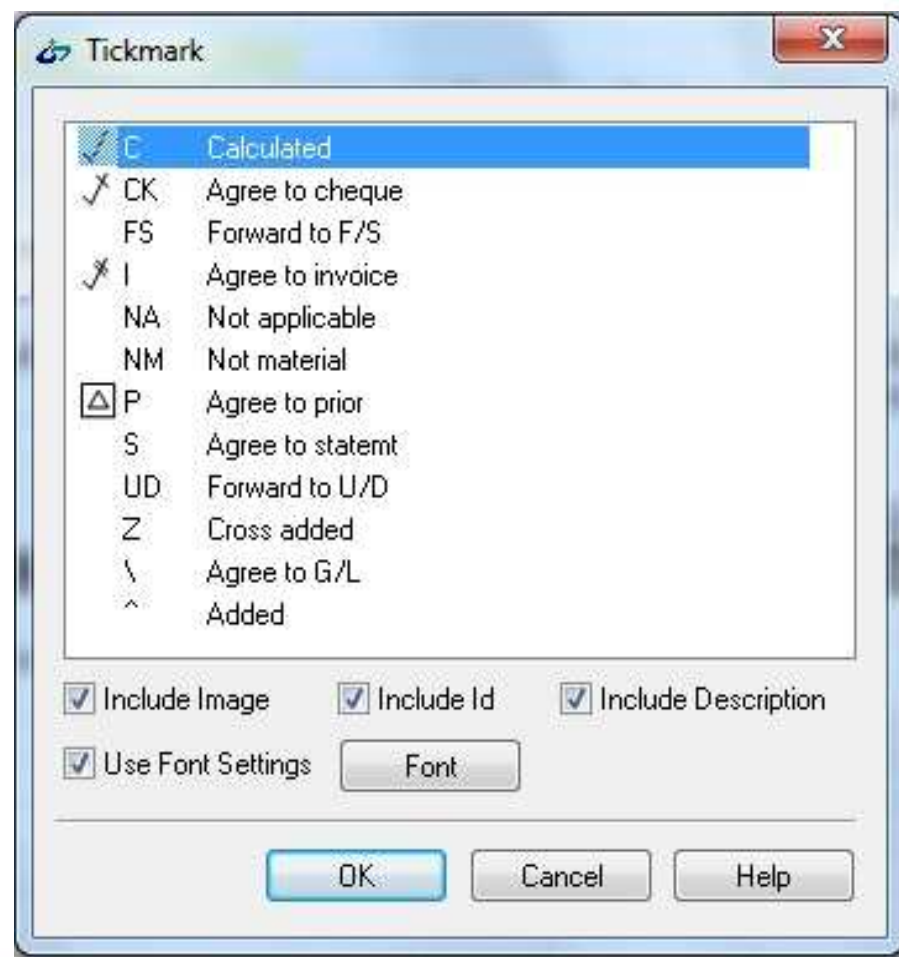 Tickmark
C Calculated
CK Agree to cheque
FS Forward to F/S
I Agree to invoice
NA Not applicable
NM Not material
P Agree to prior
S Agree to statemt
UD Forward to U/D
Z Cross added
\ Agree to G/L
^ Added
Include Image Include Id Include Description
Use Font Settings Font
OK Cancel Help